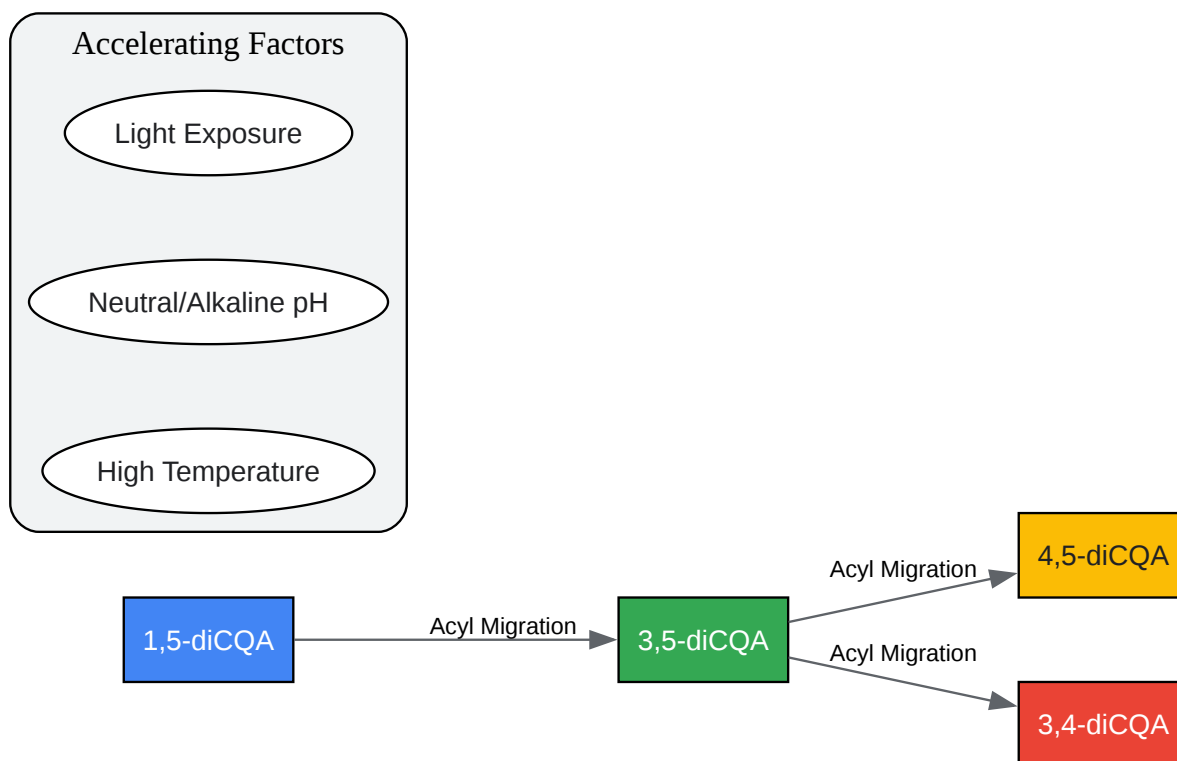 Accelerating Factors
Light Exposure
Neutral/Alkaline pH
High Temperature
1,5-diCQA
Acyl Migration
3,5-diCQA
Acyl Migration
4,5-diCQA
Acyl Migration
3,4-diCQA